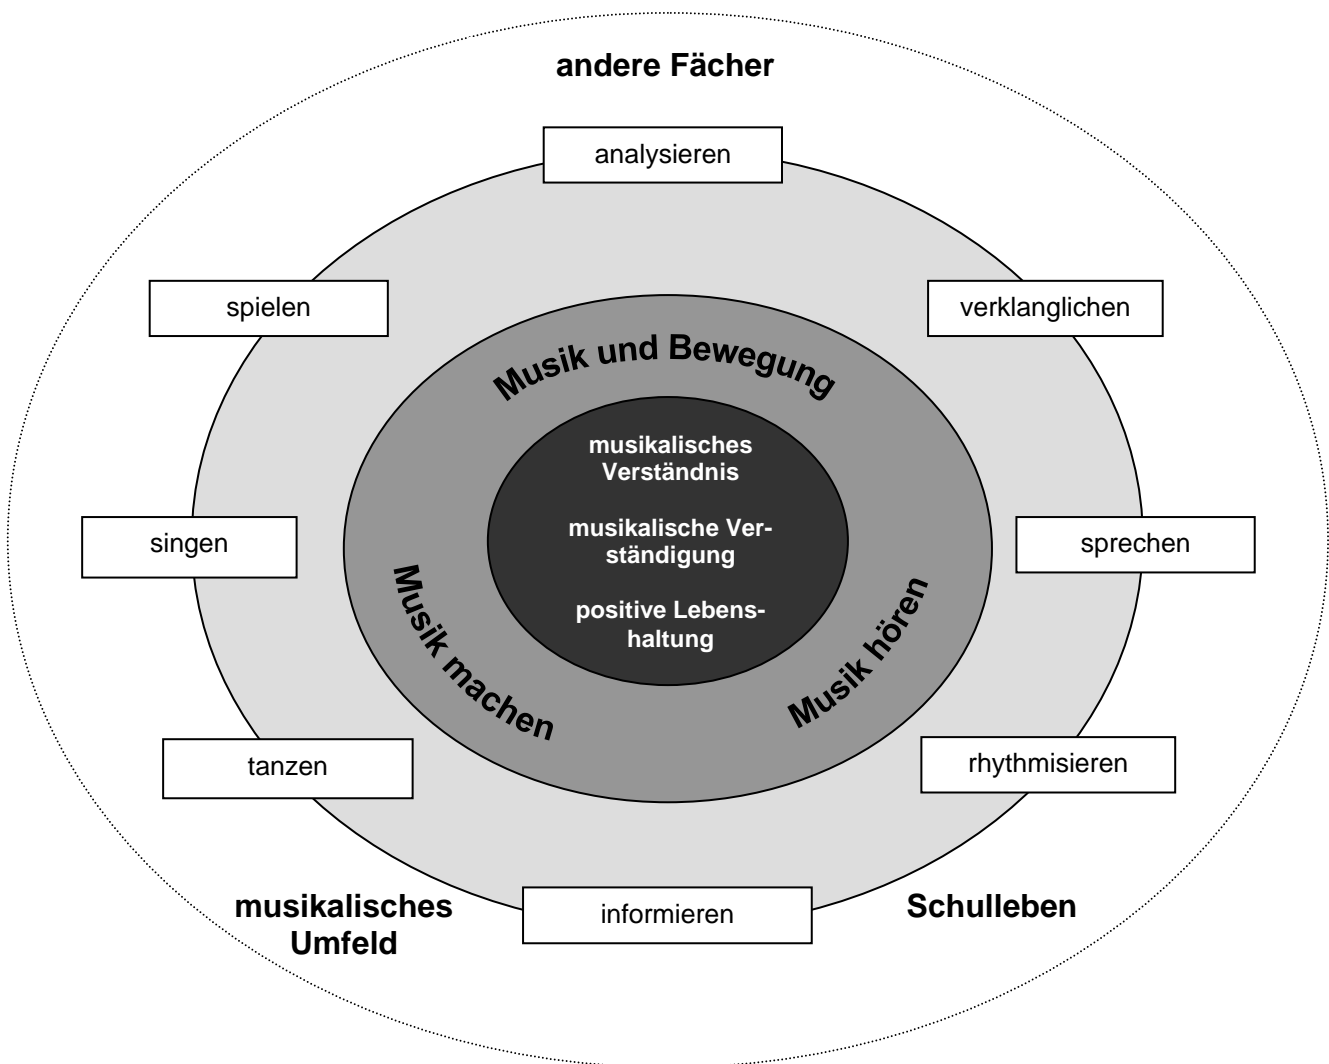 andere Fächer
analysieren
spielen
verklanglichen
Musik und Bewegung
musikalisches
Verständnis
musikalische Ver-
ständigung
positive Lebens-
haltung
singen
sprechen
Musik machen
Musik hören
tanzen
rhythmisieren
musikalisches
Umfeld
informieren
Schulleben